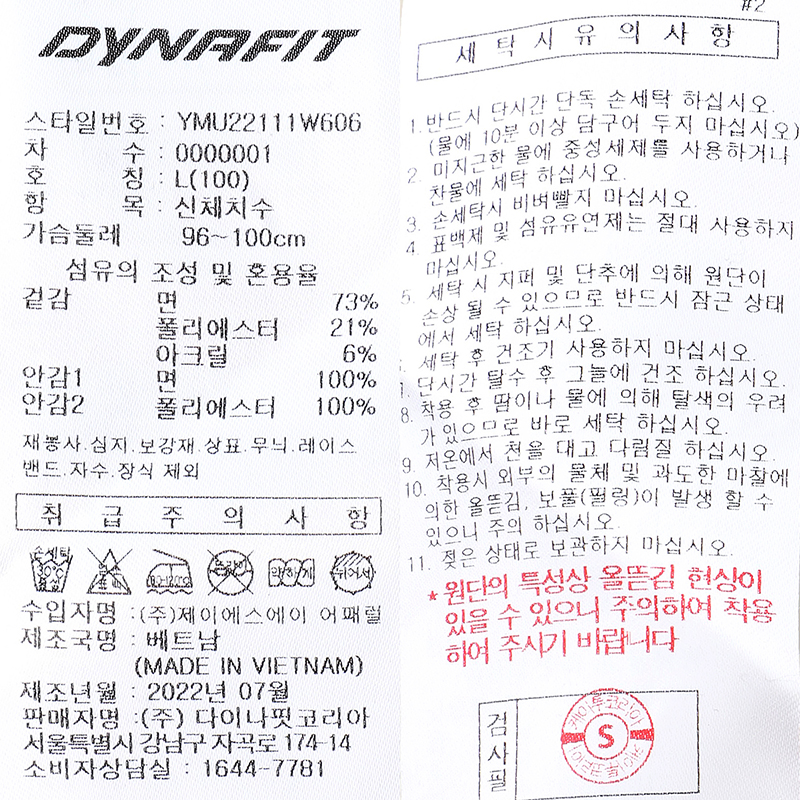 DYNAFIT
스타일번호 : YMU22111W606
차 수 : 0000001
호 칭 : L(100)
항 목 : 신체치수
가슴둘레 96~100cm
섬유의 조성 및 혼용율
겉감 면 73%
폴리에스터 21%
아크릴 6%
안감1 면 100%
안감2 폴리에스터 100%
재봉사.심지.보강재.상표.무늬.레이스
밴드.자수.장식 제외
취 급 주 의 사 항
손세탁 약하게 뉘어서
수입자명 :(주)제이에스에이 어패럴
제조국명 : 베트남
(MADE IN VIETNAM)
제조년월 : 2022년 07월
판매자명 :(주) 다이나핏코리아
서울특별시 강남구 자곡로 174-14
소비자상담실 : 1644-7781
#2
세 탁 시 유 의 사 항
1. 반드시 단시간 단독 손세탁 하십시오.
(물에 10분 이상 담구어 두지 마십시오)
2. 미지근한 물에 중성세제를 사용하거나
찬물에 세탁 하십시오.
3. 손세탁시 비벼빨지 마십시오.
4. 표백제 및 섬유유연제는 절대 사용하지
마십시오.
5. 세탁 시 지퍼 및 단추에 의해 원단이
손상 될 수 있으므로 반드시 잠근 상태
에서 세탁 하십시오.
세탁 후 건조기 사용하지 마십시오.
단시간 탈수 후 그늘에 건조 하십시오.
8. 착용 후 땀이나 물에 의해 탈색의 우려
가 있으므로 바로 세탁 하십시오.
9. 저온에서 천을 대고 다림질 하십시오.
10. 착용시 외부의 물체 및 과도한 마찰에
의한 올뜯김, 보풀(필링)이 발생 할 수
있으니 주의 하십시오.
11. 젖은 상태로 보관하지 마십시오.
* 원단의 특성상 올뜯김 현상이
있을 수 있으니 주의하여 착용
하여 주시기 바랍니다
검사필
케이투코리아
S